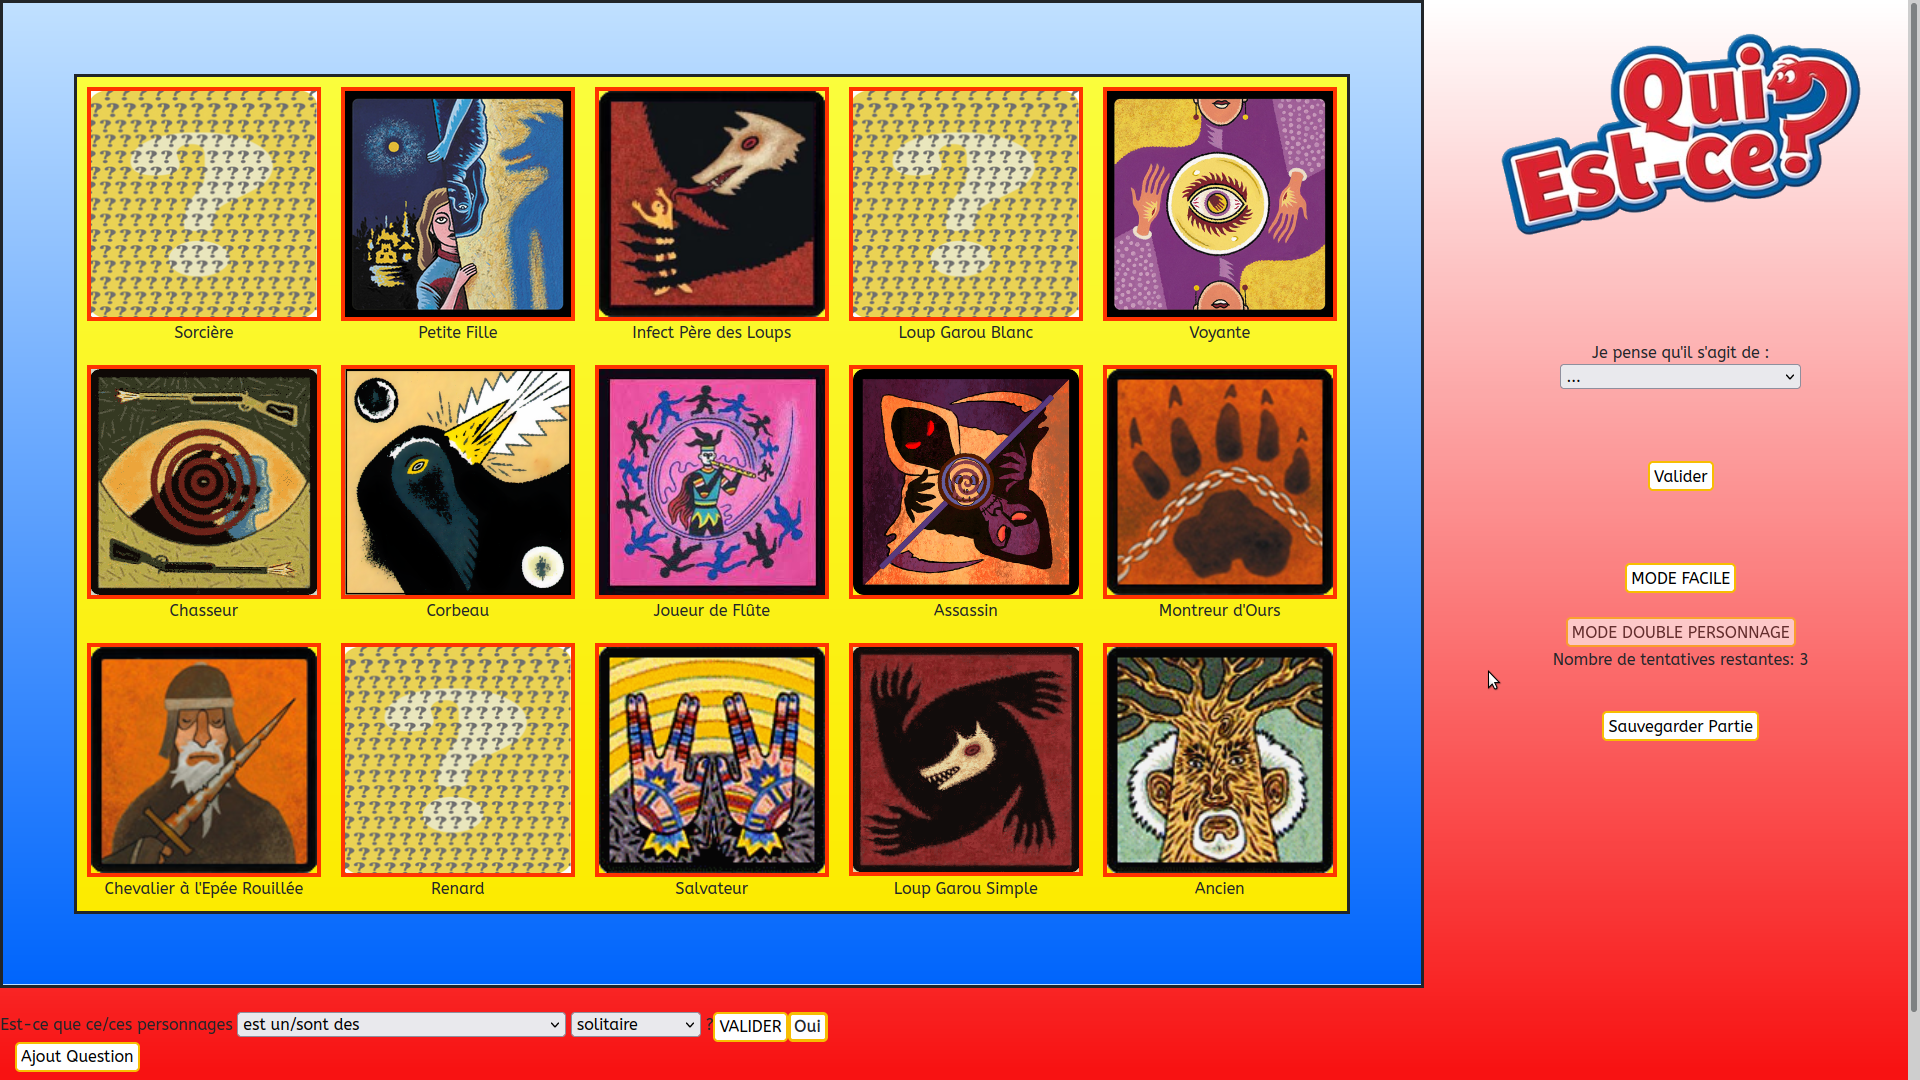 Qui
Est-ce?
Sorcière
Petite Fille
Infect Père des Loups
Loup Garou Blanc
Voyante
Je pense qu'il s'agit de :
...
Valider
Chasseur
Corbeau
Joueur de Flûte
Assassin
Montreur d'Ours
MODE FACILE
MODE DOUBLE PERSONNAGE
Nombre de tentatives restantes: 3
Sauvegarder Partie
Chevalier à l'Epée Rouillée
Renard
Salvateur
Loup Garou Simple
Ancien
Est-ce que ce/ces personnages est un/sont des solitaire ? VALIDER Oui
Ajout Question